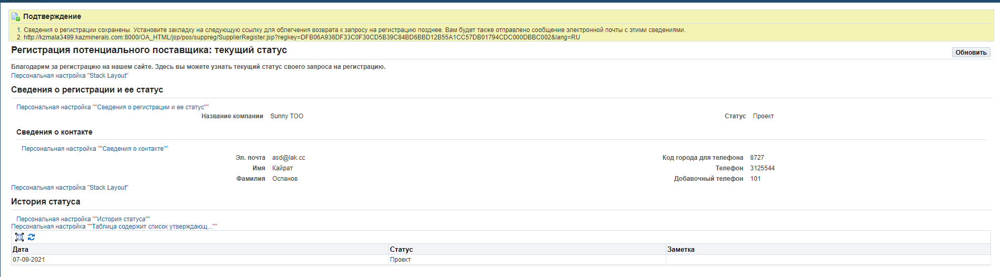 Подтверждение
1. Сведения о регистрации сохранены. Установите закладку на следующую ссылку для облегчения возврата к запросу на регистрацию позднее. Вам будет также отправлено сообщение электронной почты с этими сведениями.
2. http://kzmala3499.kazminerals.com:8000/OA_HTML/jsp/pos/suppreg/SupplierRegister.jsp?regkey=DFB06A936DF33C0F30CD5B39C84BD6BBD12B55A1CC57DB01794CDC000DBBC002&lang=RU
Регистрация потенциального поставщика: текущий статус
Обновить
Благодарим за регистрацию на нашем сайте. Здесь вы можете узнать текущий статус своего запроса на регистрацию.
Персональная настройка "Stack Layout"
Сведения о регистрации и ее статус
Персональная настройка ""Сведения о регистрации и ее статус""
Название компании Sunny ТОО Статус Проект
Сведения о контакте
Персональная настройка ""Сведения о контакте""
Эл. почта asd@lak.cc Код города для телефона 8727
Имя Кайрат Телефон 3125544
Фамилия Оспанов Добавочный телефон 101
Персональная настройка "Stack Layout"
История статуса
Персональная настройка ""История статуса""
Персональная настройка ""Таблица содержит список утверждающ...""
Дата Статус Заметка
07-09-2021 Проект